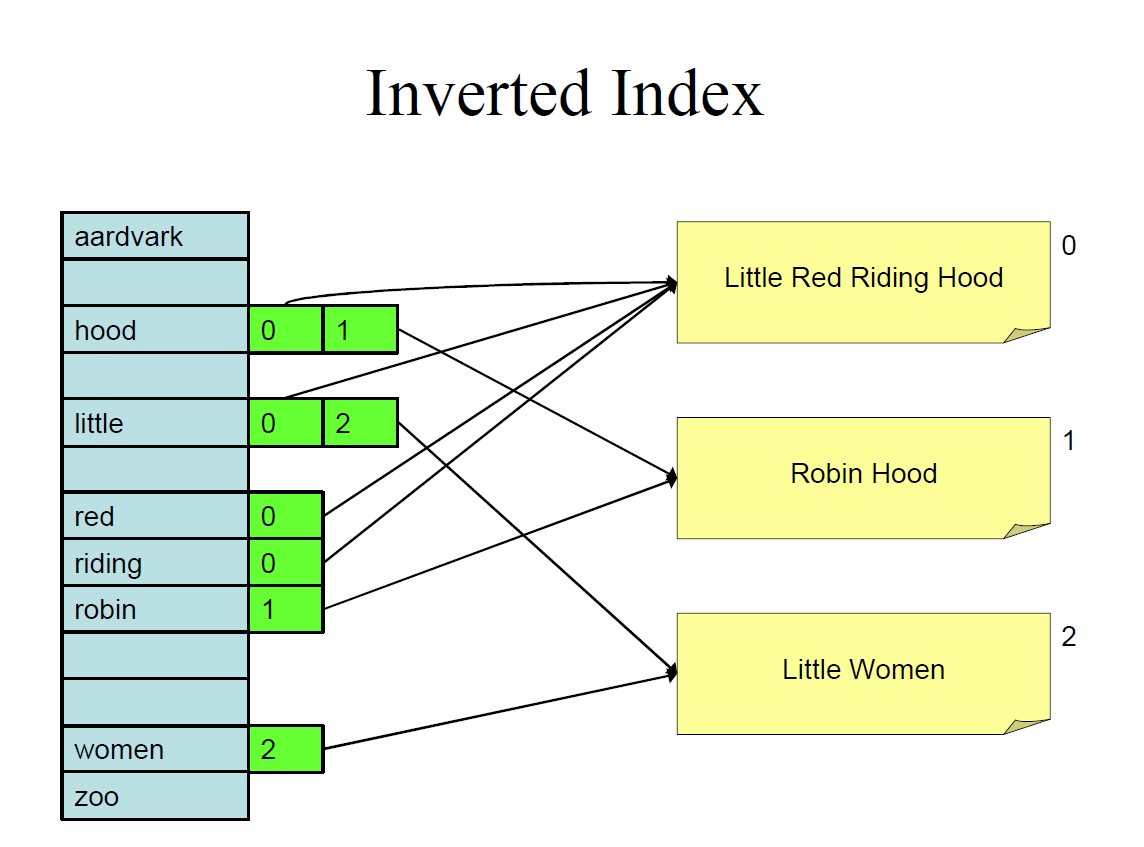 Inverted Index
aardvark
hood 0 1
little 0 2
red 0
riding 0
robin 1
women 2
zoo
Little Red Riding Hood 0
Robin Hood 1
Little Women 2